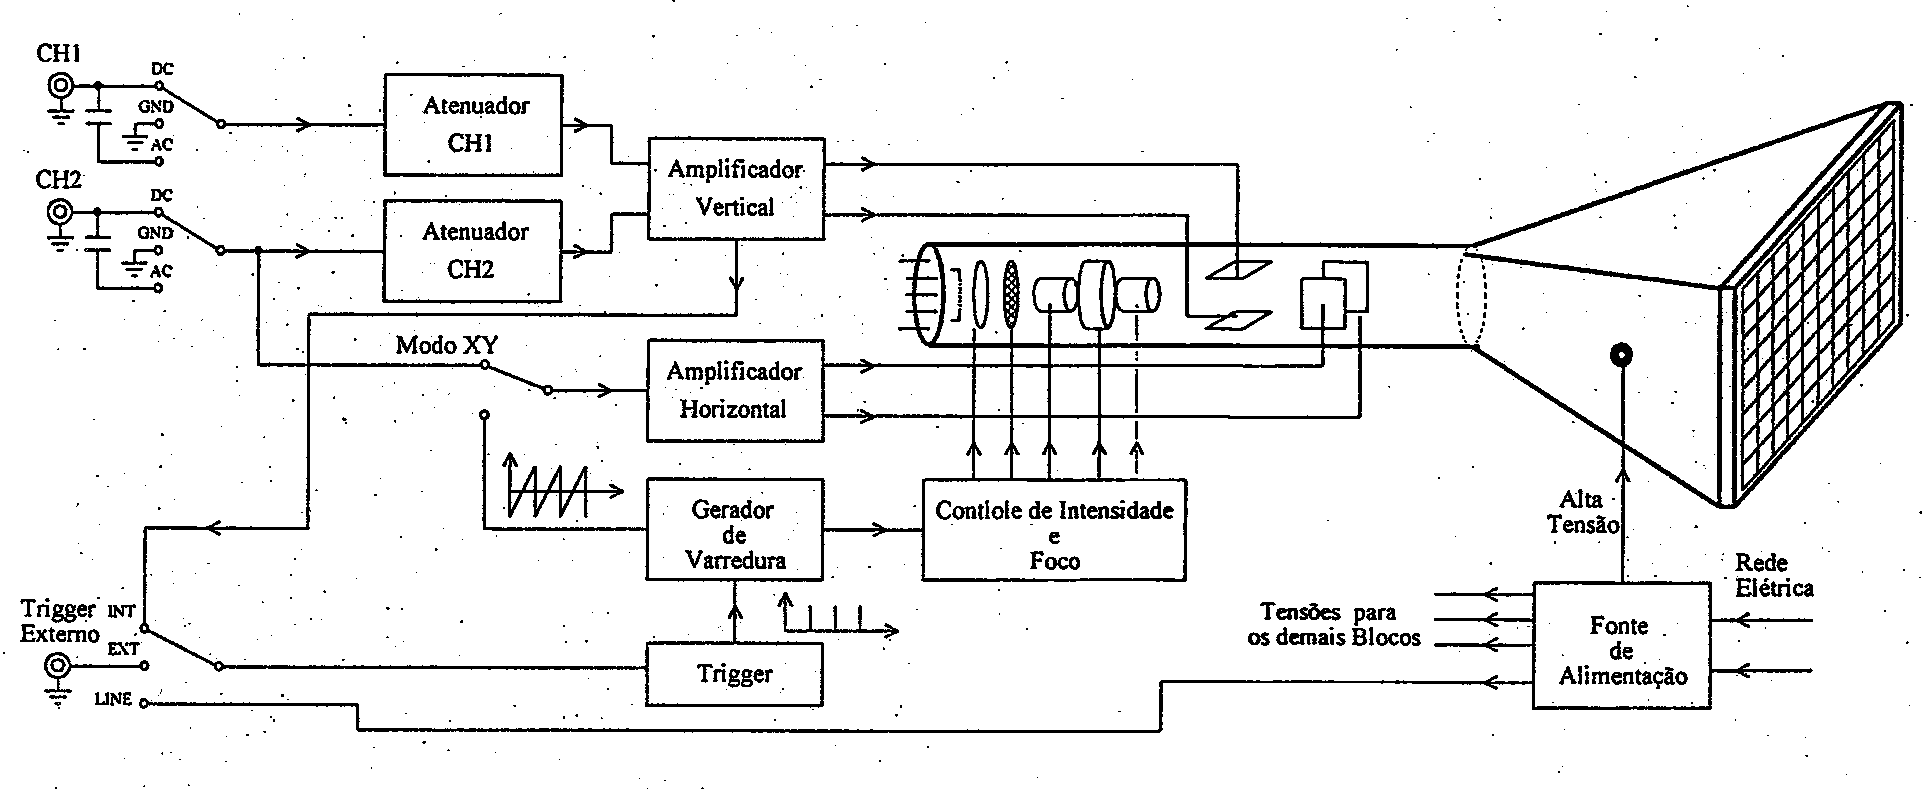 CH1
DC
GND
AC
CH2
DC
GND
AC
Atenuador
CH1
Atenuador
CH2
Amplificador
Vertical
Modo XY
Amplificador
Horizontal
Gerador
de
Varredura
Contlole de Intensidade
e
Foco
Alta
Tensão
Rede
Elétrica
Trigger
Externo
INT
EXT
LINE
Trigger
Tensões para
os demais Blocos
Fonte
de
Alimentação